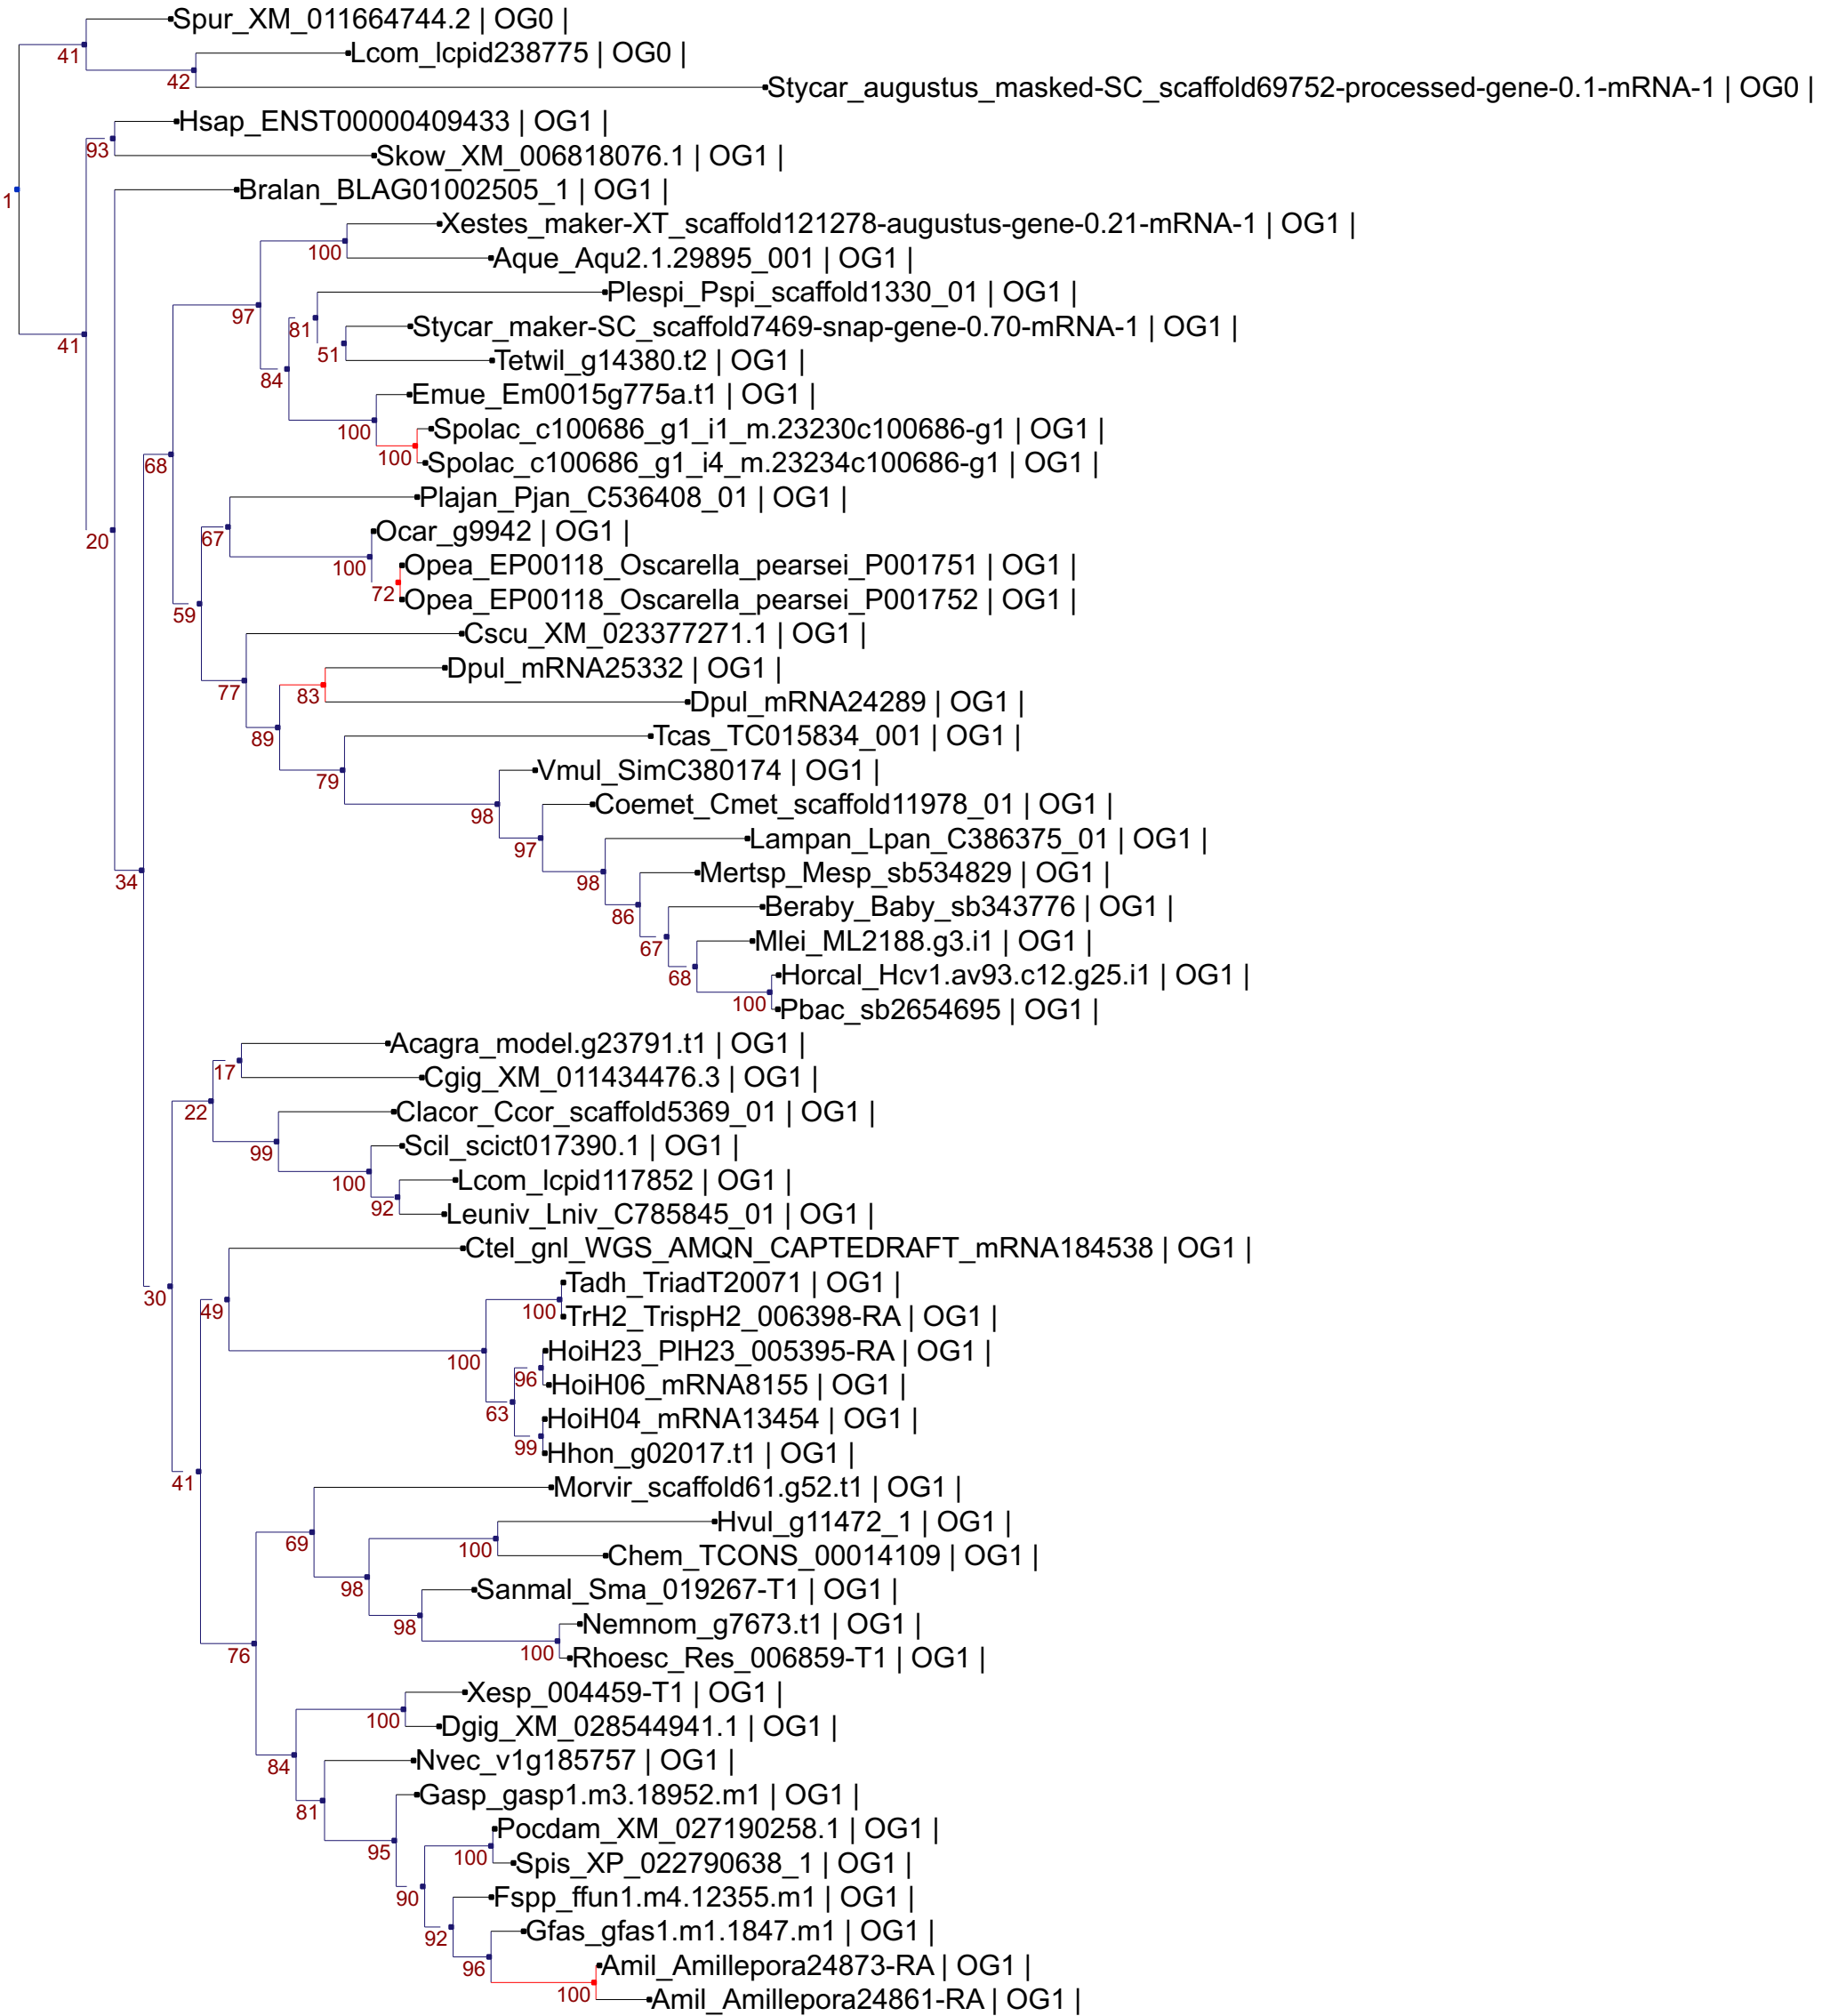 Spur_XM_011664744.2 | OG0 |
41
Lcom_lcpid238775 | OG0 |
42
Stycar_augustus_masked-SC_scaffold69752-processed-gene-0.1-mRNA-1 | OG0 |
Hsap_ENST00000409433 | OG1 |
93
Skow_XM_006818076.1 | OG1 |
Bralan_BLAG01002505_1 | OG1 |
1
Xestes_maker-XT_scaffold121278-augustus-gene-0.21-mRNA-1 | OG1 |
100
Aque_Aqu2.1.29895_001 | OG1 |
Plespi_Pspi_scaffold1330_01 | OG1 |
97
81
Stycar_maker-SC_scaffold7469-snap-gene-0.70-mRNA-1 | OG1 |
41
51
Tetwil_g14380.t2 | OG1 |
84
Emue_Em0015g775a.t1 | OG1 |
100
Spolac_c100686_g1_i1_m.23230c100686-g1 | OG1 |
100
Spolac_c100686_g1_i4_m.23234c100686-g1 | OG1 |
68
Plajan_Pjan_C536408_01 | OG1 |
67
Ocar_g9942 | OG1 |
20
100
Opea_EP00118_Oscarella_pearsei_P001751 | OG1 |
72
Opea_EP00118_Oscarella_pearsei_P001752 | OG1 |
59
Cscu_XM_023377271.1 | OG1 |
Dpul_mRNA25332 | OG1 |
77
83
Dpul_mRNA24289 | OG1 |
89
Tcas_TC015834_001 | OG1 |
79
Vmul_SimC380174 | OG1 |
98
Coemet_Cmet_scaffold11978_01 | OG1 |
97
Lampan_Lpan_C386375_01 | OG1 |
34
98
Mertsp_Mesp_sb534829 | OG1 |
86
Beraby_Baby_sb343776 | OG1 |
67
Mlei_ML2188.g3.i1 | OG1 |
68
Horcal_Hcv1.av93.c12.g25.i1 | OG1 |
100
Pbac_sb2654695 | OG1 |
Acagra_model.g23791.t1 | OG1 |
17
Cgig_XM_011434476.3 | OG1 |
22
Clacor_Ccor_scaffold5369_01 | OG1 |
99
Scil_scict017390.1 | OG1 |
100
Lcom_lcpid117852 | OG1 |
92
Leuniv_Lniv_C785845_01 | OG1 |
Ctel_gnl_WGS_AMQN_CAPTEDRAFT_mRNA184538 | OG1 |
30
49
Tadh_TriadT20071 | OG1 |
100
TrH2_TrispH2_006398-RA | OG1 |
HoiH23_PlH23_005395-RA | OG1 |
100
96
HoiH06_mRNA8155 | OG1 |
63
HoiH04_mRNA13454 | OG1 |
99
Hhon_g02017.t1 | OG1 |
41
Morvir_scaffold61.g52.t1 | OG1 |
Hvul_g11472_1 | OG1 |
69
100
Chem_TCONS_00014109 | OG1 |
98
Sanmal_Sma_019267-T1 | OG1 |
98
Nemnom_g7673.t1 | OG1 |
76
100
Rhoesc_Res_006859-T1 | OG1 |
Xesp_004459-T1 | OG1 |
100
Dgig_XM_028544941.1 | OG1 |
84
Nvec_v1g185757 | OG1 |
81
Gasp_gasp1.m3.18952.m1 | OG1 |
Pocdam_XM_027190258.1 | OG1 |
95
100
Spis_XP_022790638_1 | OG1 |
90
Fspp_ffun1.m4.12355.m1 | OG1 |
92
Gfas_gfas1.m1.1847.m1 | OG1 |
96
Amil_Amillepora24873-RA | OG1 |
100
Amil_Amillepora24861-RA | OG1 |